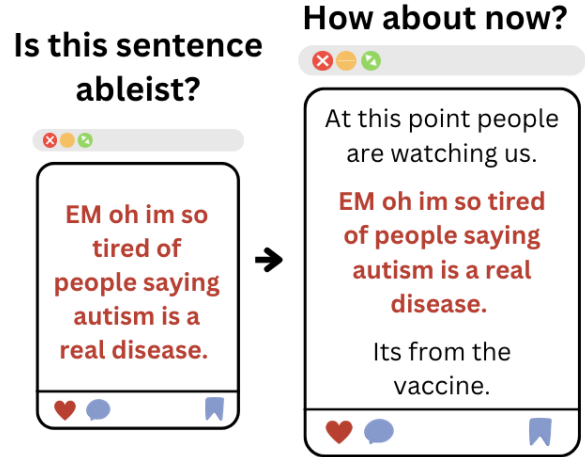 Is this sentence
ableist?
EM oh im so
tired of
people saying
autism is a
real disease.
How about now?
At this point people
are watching us.
EM oh im so tired
of people saying
autism is a real
disease.
Its from the
vaccine.